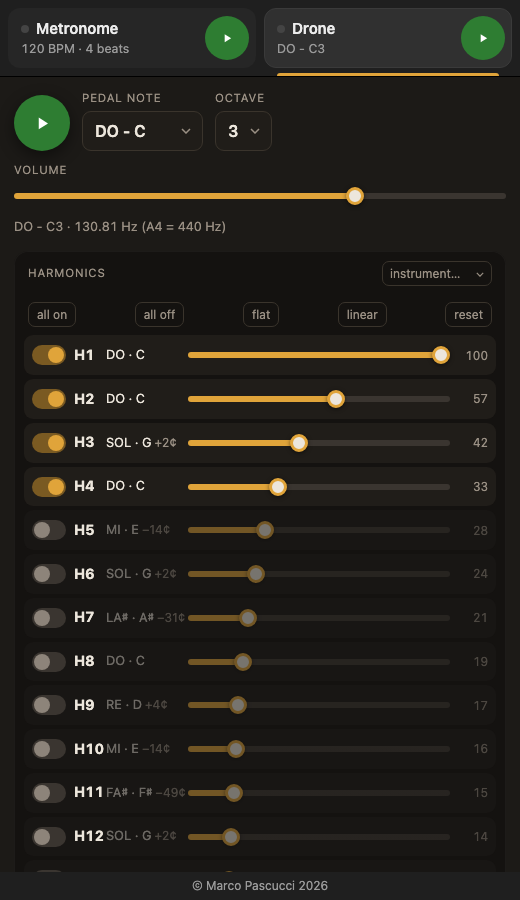 Metronome
120 BPM · 4 beats
Drone
DO - C3
PEDAL NOTE
OCTAVE
DO - C
3
VOLUME
DO - C3 · 130.81 Hz (A4 = 440 Hz)
HARMONICS
instrument...
all on
all off
flat
linear
reset
H1 DO · C 100
H2 DO · C 57
H3 SOL · G +2¢ 42
H4 DO · C 33
H5 MI · E −14¢ 28
H6 SOL · G +2¢ 24
H7 LA# · A# −31¢ 21
H8 DO · C 19
H9 RE · D +4¢ 17
H10 MI · E −14¢ 16
H11 FA# · F# −49¢ 15
H12 SOL · G +2¢ 14
© Marco Pascucci 2026